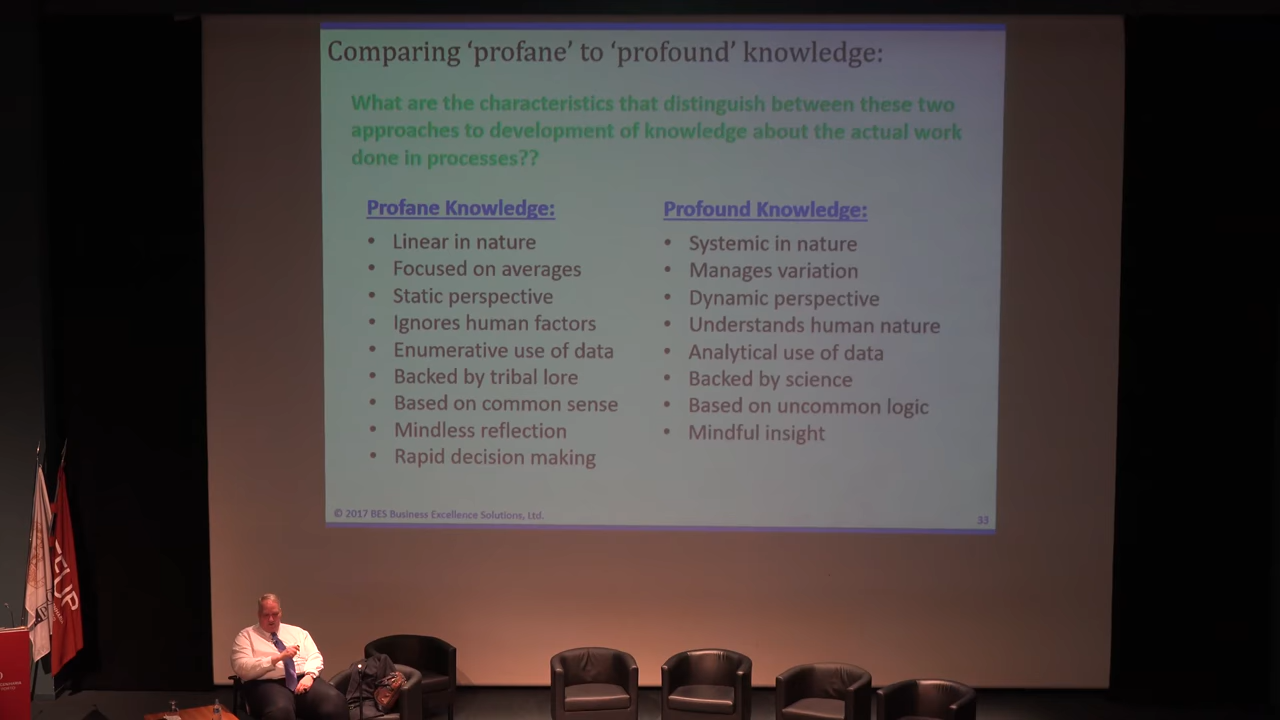 Comparing ‘profane’ to ‘profound’ knowledge:
What are the characteristics that distinguish between these two
approaches to development of knowledge about the actual work
done in processes??
Profane Knowledge:
• Linear in nature
• Focused on averages
• Static perspective
• Ignores human factors
• Enumerative use of data
• Backed by tribal lore
• Based on common sense
• Mindless reflection
• Rapid decision making
Profound Knowledge:
• Systemic in nature
• Manages variation
• Dynamic perspective
• Understands human nature
• Analytical use of data
• Backed by science
• Based on uncommon logic
• Mindful insight
© 2017 BES Business Excellence Solutions, Ltd.
33
FEUP